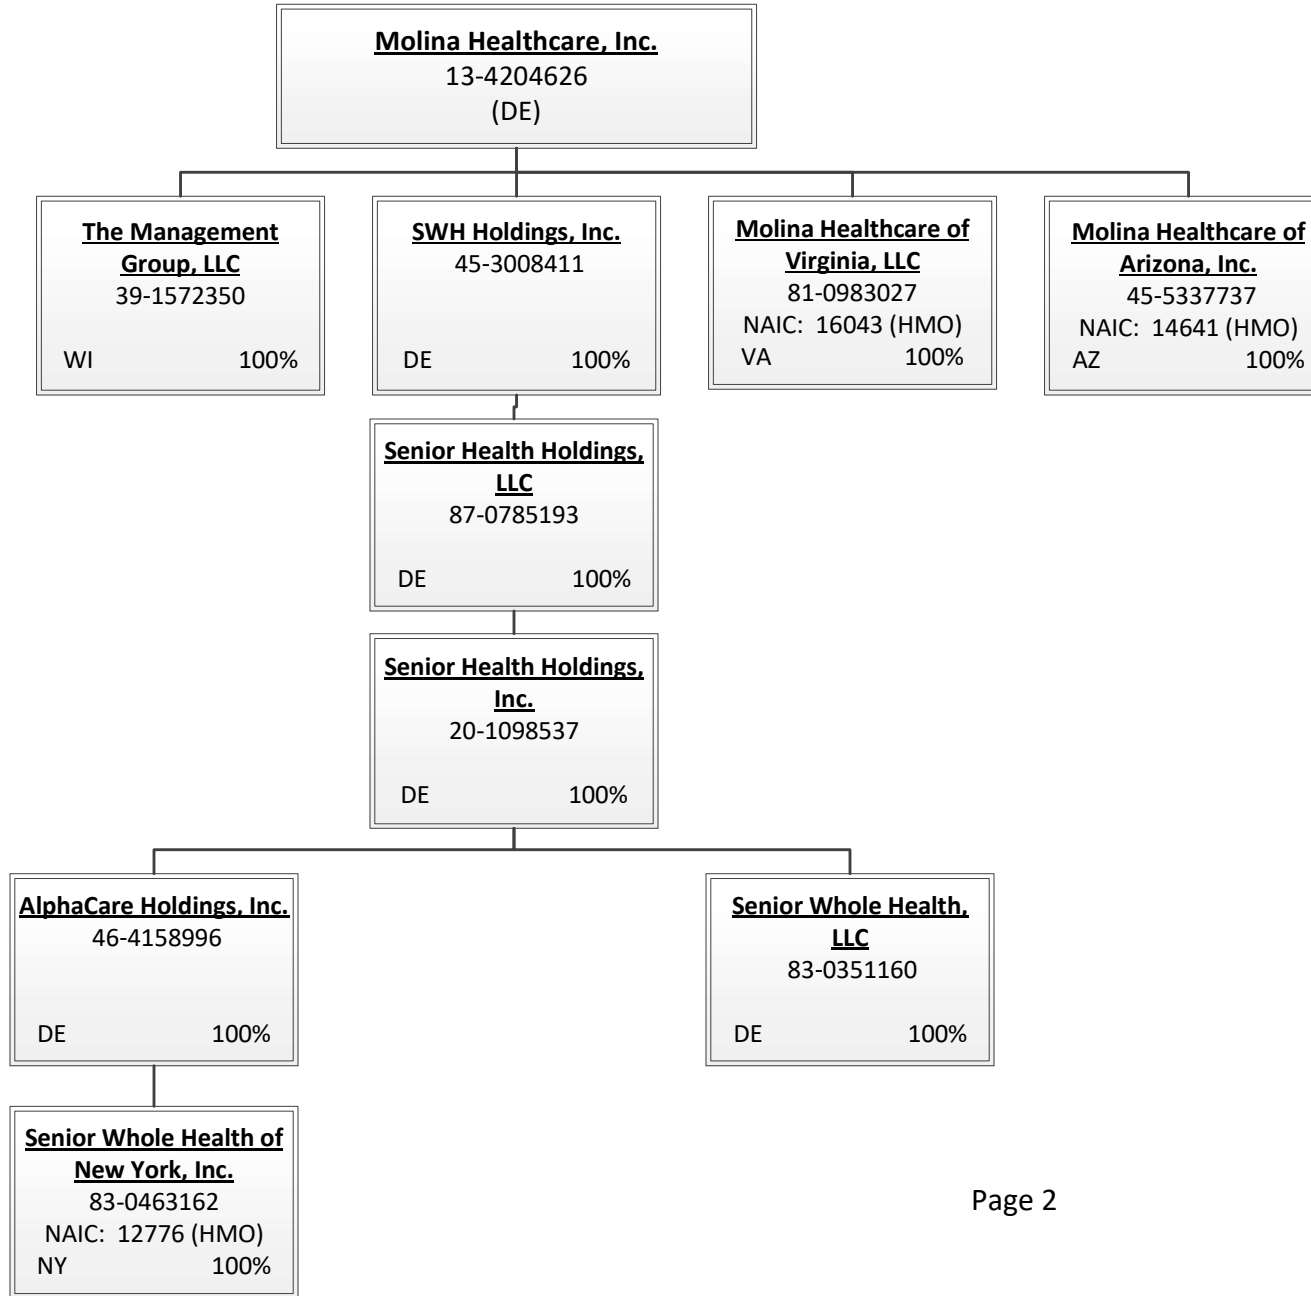 Molina Healthcare, Inc.
13-4204626
(DE)
The Management
Group, LLC
39-1572350
WI 100%
SWH Holdings, Inc.
45-3008411
DE 100%
Molina Healthcare of
Virginia, LLC
81-0983027
NAIC: 16043 (HMO)
VA 100%
Molina Healthcare of
Arizona, Inc.
45-5337737
NAIC: 14641 (HMO)
AZ 100%
Senior Health Holdings,
LLC
87-0785193
DE 100%
Senior Health Holdings,
Inc.
20-1098537
DE 100%
AlphaCare Holdings, Inc.
46-4158996
DE 100%
Senior Whole Health,
LLC
83-0351160
DE 100%
Senior Whole Health of
New York, Inc.
83-0463162
NAIC: 12776 (HMO)
NY 100%
Page 2